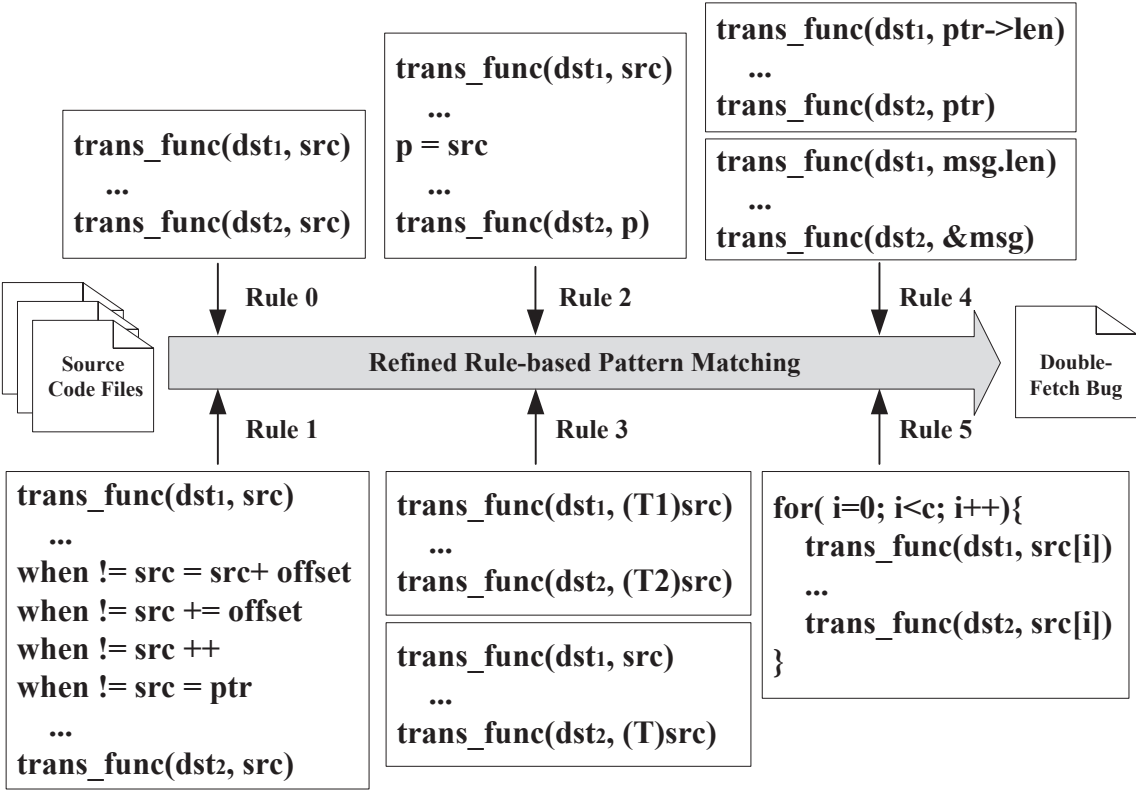 trans_func(dst1, src)
...
trans_func(dst2, src)
trans_func(dst1, src)
...
p = src
...
trans_func(dst2, p)
trans_func(dst1, ptr->len)
...
trans_func(dst2, ptr)
trans_func(dst1, msg.len)
...
trans_func(dst2, &msg)
Rule 0
Rule 2
Rule 4
Source
Code Files
Refined Rule-based Pattern Matching
Double-
Fetch Bug
Rule 1
Rule 3
Rule 5
trans_func(dst1, src)
...
when != src = src+ offset
when != src += offset
when != src ++
when != src = ptr
...
trans_func(dst2, src)
trans_func(dst1, (T1)src)
...
trans_func(dst2, (T2)src)
trans_func(dst1, src)
...
trans_func(dst2, (T)src)
for( i=0; i<c; i++){
trans_func(dst1, src[i])
...
trans_func(dst2, src[i])
}